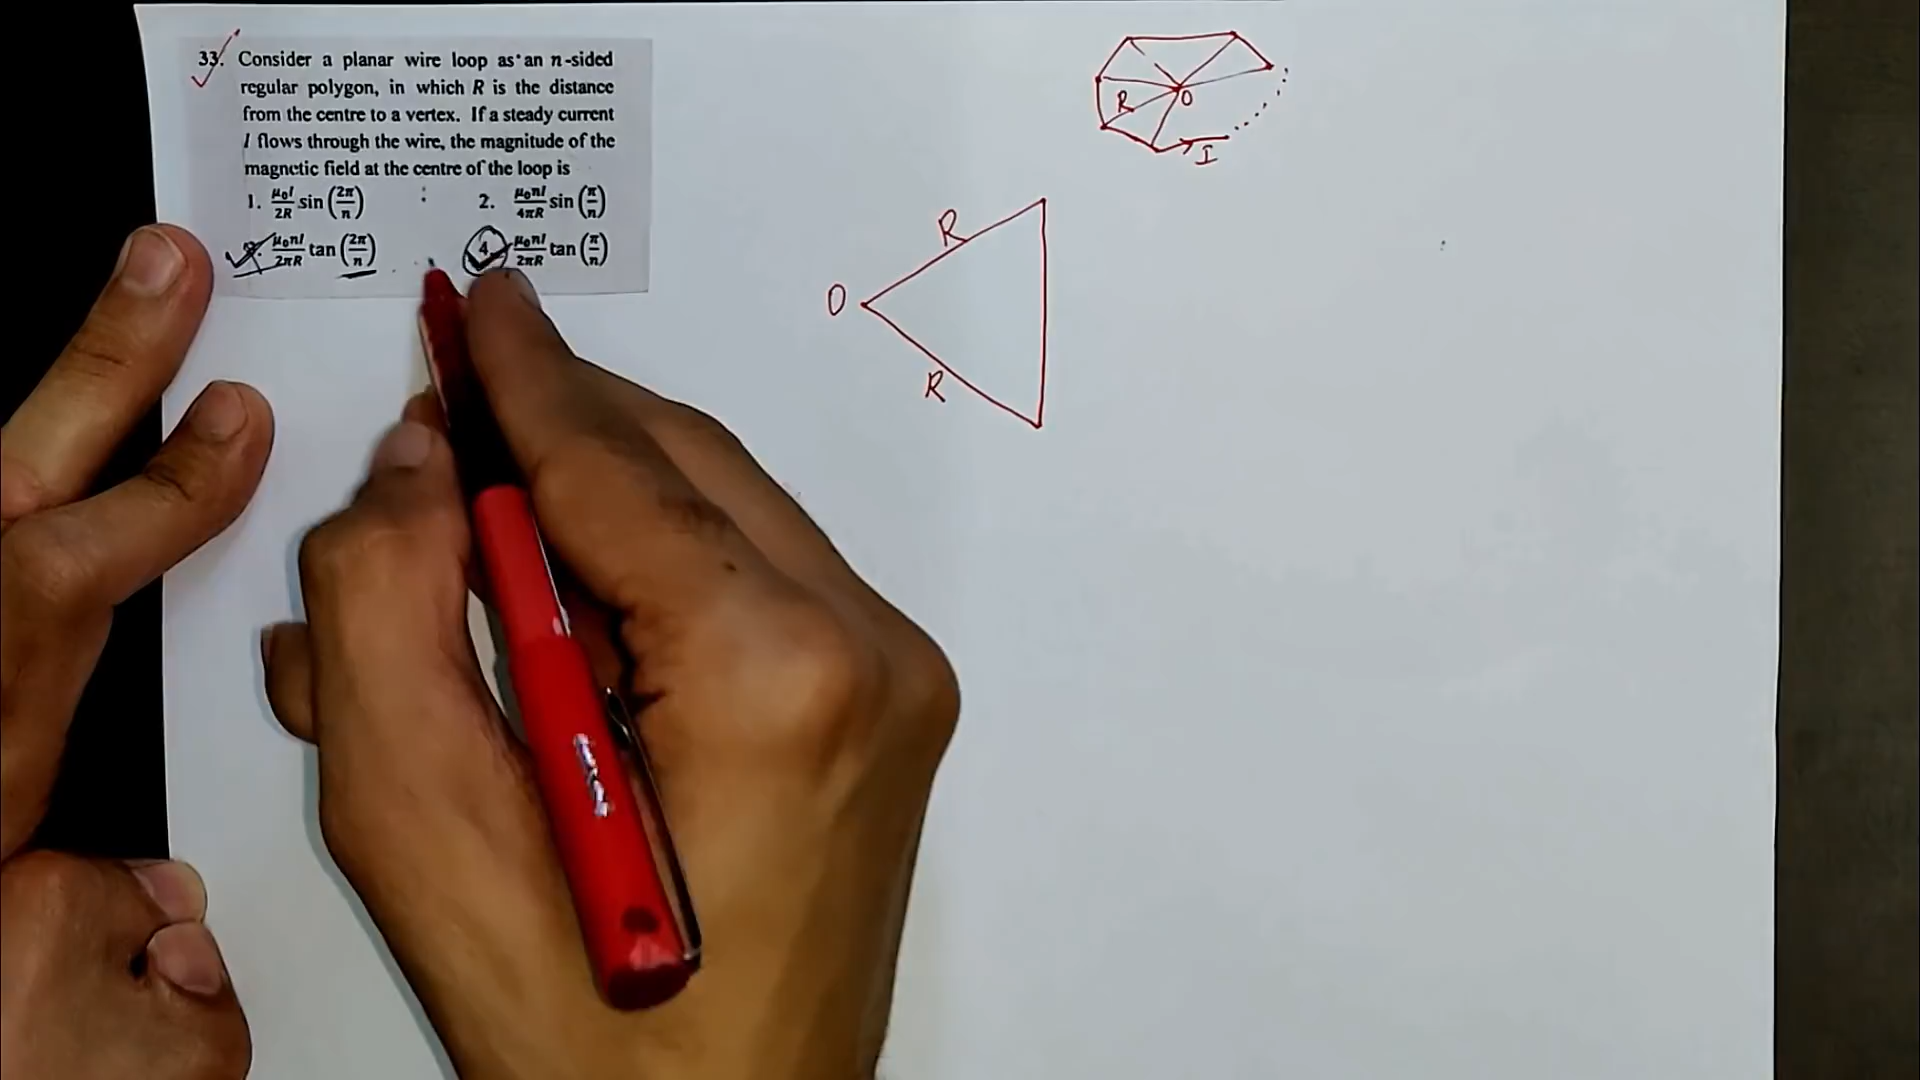 33. Consider a planar wire loop as an n-sided
regular polygon, in which R is the distance
from the centre to a vertex. If a steady current
I flows through the wire, the magnitude of the
magnetic field at the centre of the loop is
1. μ₀I/2R sin (2π/n) 2. μ₀nI/4πR sin (π/n)
μ₀nI/2πR tan (2π/n) 4. μ₀nI/2πR tan (π/n)
R
O
I
R
O
R